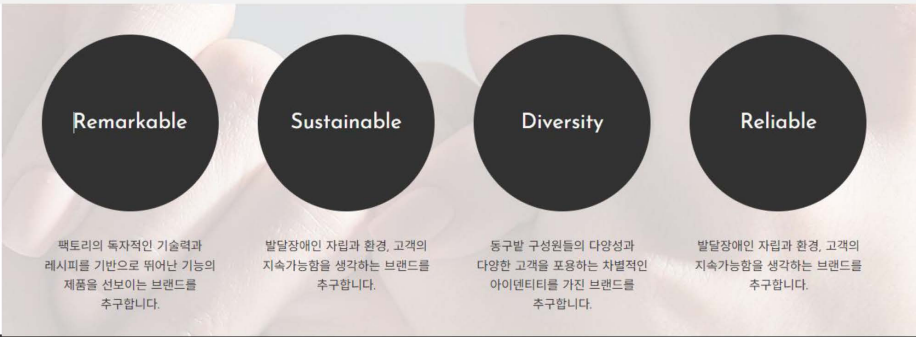 Remarkable
Sustainable
Diversity
Reliable
팩토리의 독자적인 기술력과
레시피를 기반으로 뛰어난 기능의
제품을 선보이는 브랜드를
추구합니다.
발달장애인 자립과 환경, 고객의
지속가능함을 생각하는 브랜드를
추구합니다.
동구밭 구성원들의 다양성과
다양한 고객을 포용하는 차별적인
아이덴티티를 가진 브랜드를
추구합니다.
발달장애인 자립과 환경, 고객의
지속가능함을 생각하는 브랜드를
추구합니다.